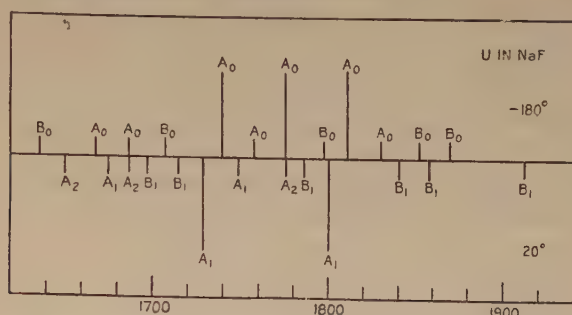 U IN NaF
A₀ A₀ A₀
-180°
B₀ A₀ A₀ B₀ A₀ B₀ A₀ B₀ B₀
A₂ A₁ A₂ B₁ B₁ A₁ A₂ B₁ B₁ B₁ B₁
A₁ A₁ 20°
1700 1800 1900